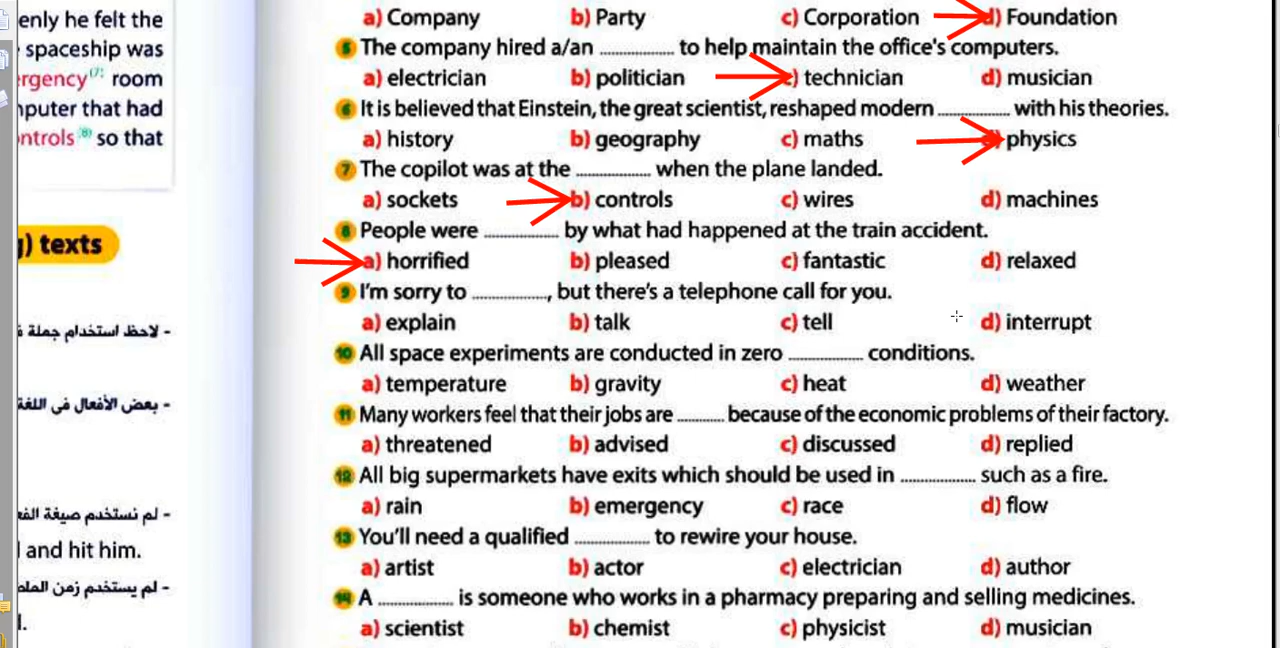 enly he felt the
spaceship was
rgency(7) room
nputer that had
ntrols (8) so that
) texts
- لاحظ استخدام جملة
- بعض الأفعال فى اللغة
- لم نستخدم صيغة
and hit him.
- لم يستخدم زمن
a) Company b) Party c) Corporation d) Foundation
5 The company hired a/an .............. to help maintain the office's computers.
a) electrician b) politician c) technician d) musician
6 It is believed that Einstein, the great scientist, reshaped modern .............. with his theories.
a) history b) geography c) maths d) physics
7 The copilot was at the .............. when the plane landed.
a) sockets b) controls c) wires d) machines
8 People were .............. by what had happened at the train accident.
a) horrified b) pleased c) fantastic d) relaxed
9 I'm sorry to .............., but there's a telephone call for you.
a) explain b) talk c) tell d) interrupt
10 All space experiments are conducted in zero .............. conditions.
a) temperature b) gravity c) heat d) weather
11 Many workers feel that their jobs are ......... because of the economic problems of their factory.
a) threatened b) advised c) discussed d) replied
12 All big supermarkets have exits which should be used in .............. such as a fire.
a) rain b) emergency c) race d) flow
13 You'll need a qualified .............. to rewire your house.
a) artist b) actor c) electrician d) author
14 A .............. is someone who works in a pharmacy preparing and selling medicines.
a) scientist b) chemist c) physicist d) musician